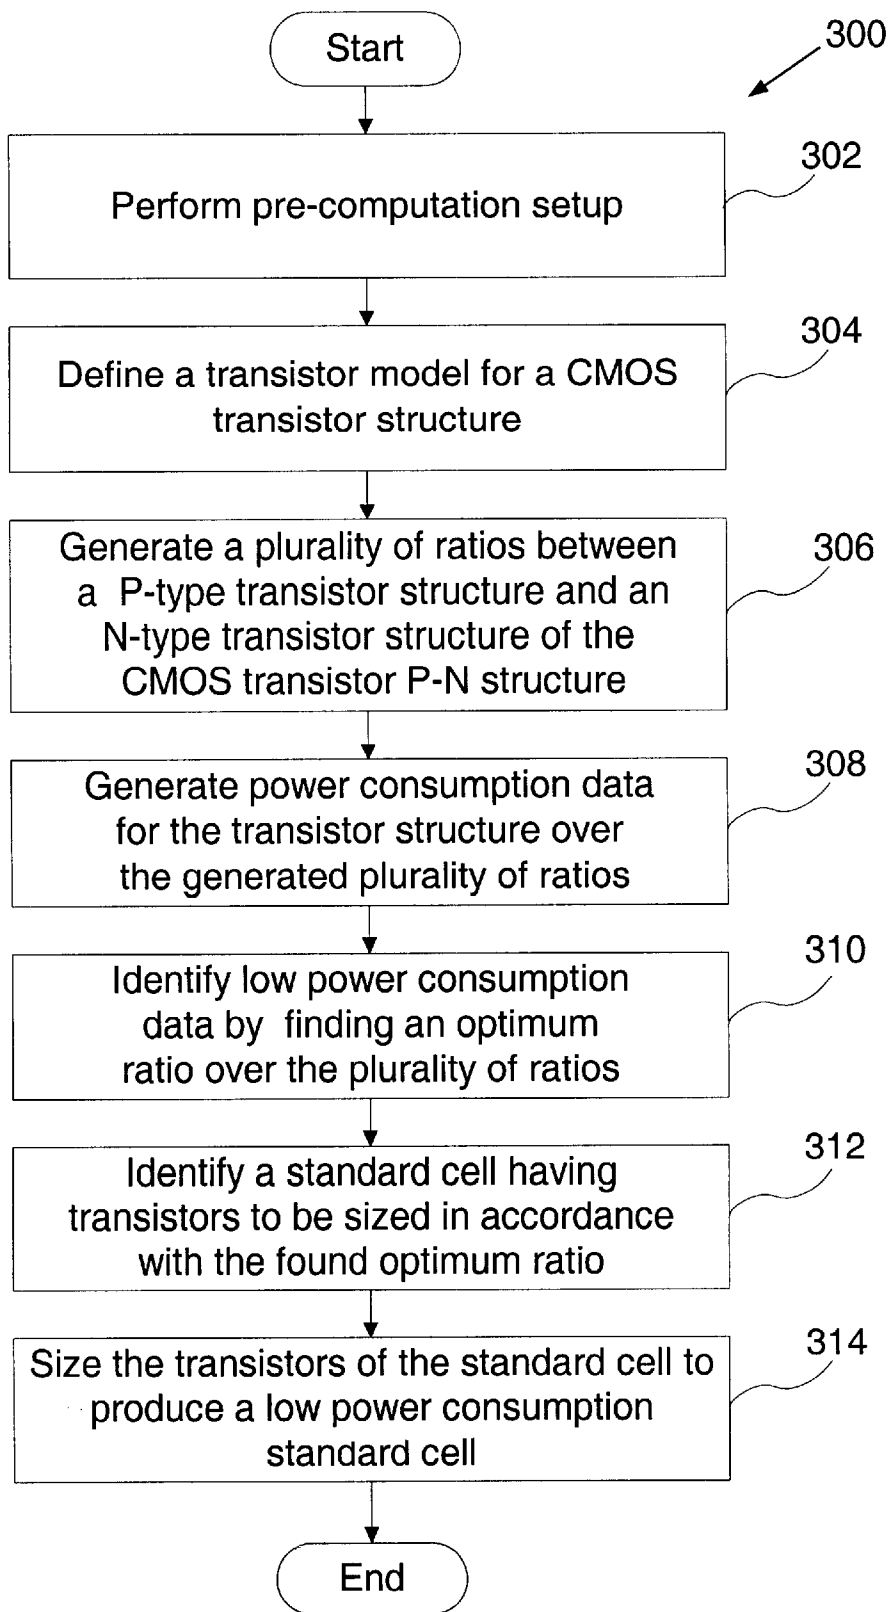 Start
300
302
Perform pre-computation setup
304
Define a transistor model for a CMOS
transistor structure
306
Generate a plurality of ratios between
a P-type transistor structure and an
N-type transistor structure of the
CMOS transistor P-N structure
308
Generate power consumption data
for the transistor structure over
the generated plurality of ratios
310
Identify low power consumption
data by finding an optimum
ratio over the plurality of ratios
312
Identify a standard cell having
transistors to be sized in accordance
with the found optimum ratio
314
Size the transistors of the standard cell to
produce a low power consumption
standard cell
End